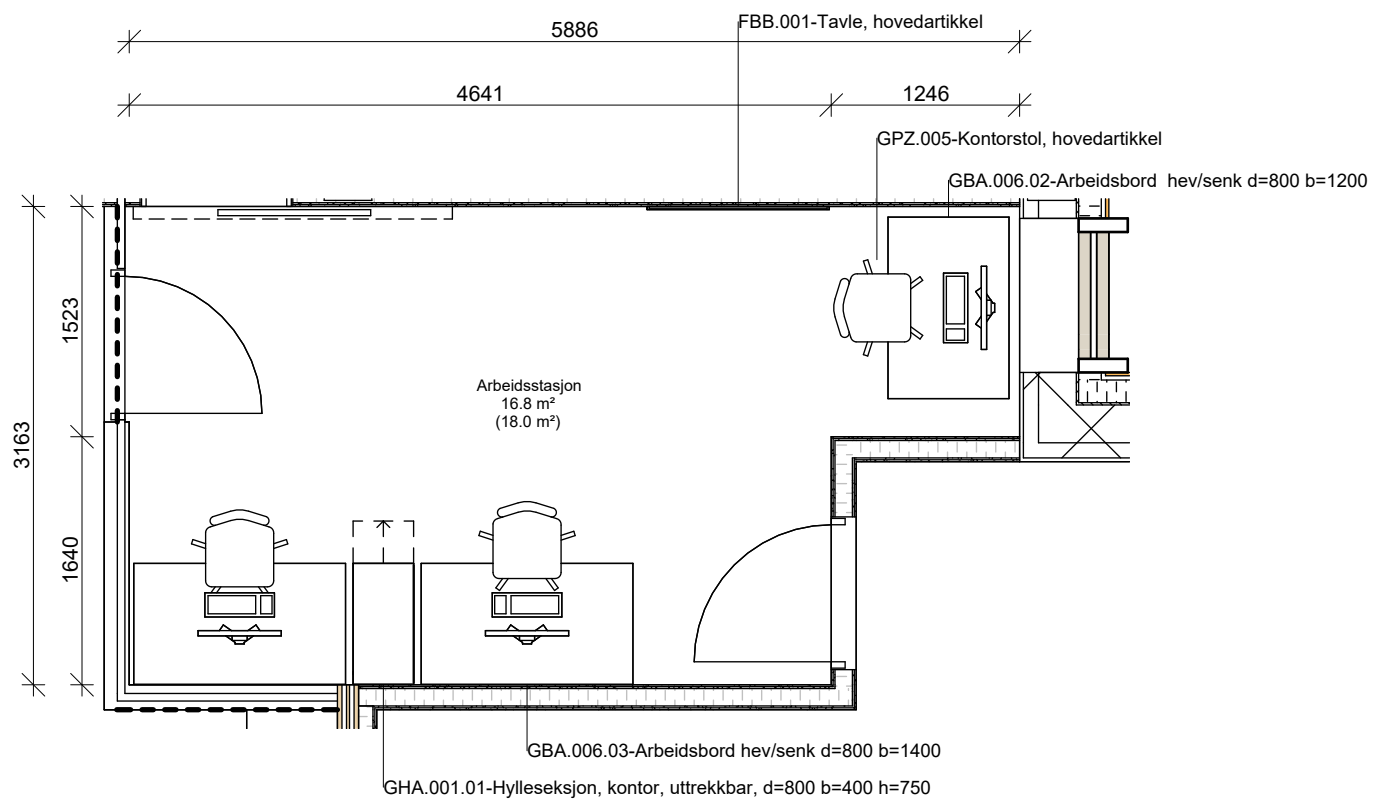 FBB.001-Tavle, hovedartikkel
5886
4641
1246
GPZ.005-Kontorstol, hovedartikkel
GBA.006.02-Arbeidsbord hev/senk d=800 b=1200
3163
1523
1640
Arbeidsstasjon
16.8 m²
(18.0 m²)
GBA.006.03-Arbeidsbord hev/senk d=800 b=1400
GHA.001.01-Hylleseksjon, kontor, uttrekkbar, d=800 b=400 h=750